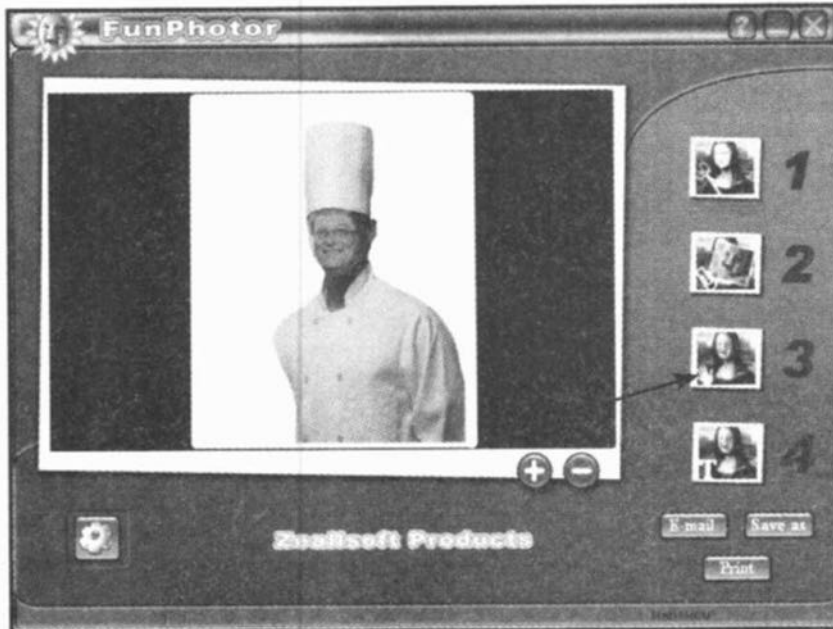 FunPhotor
?
1
2
3
T 4
Zeallsoft Products
E-mail Save as
Print